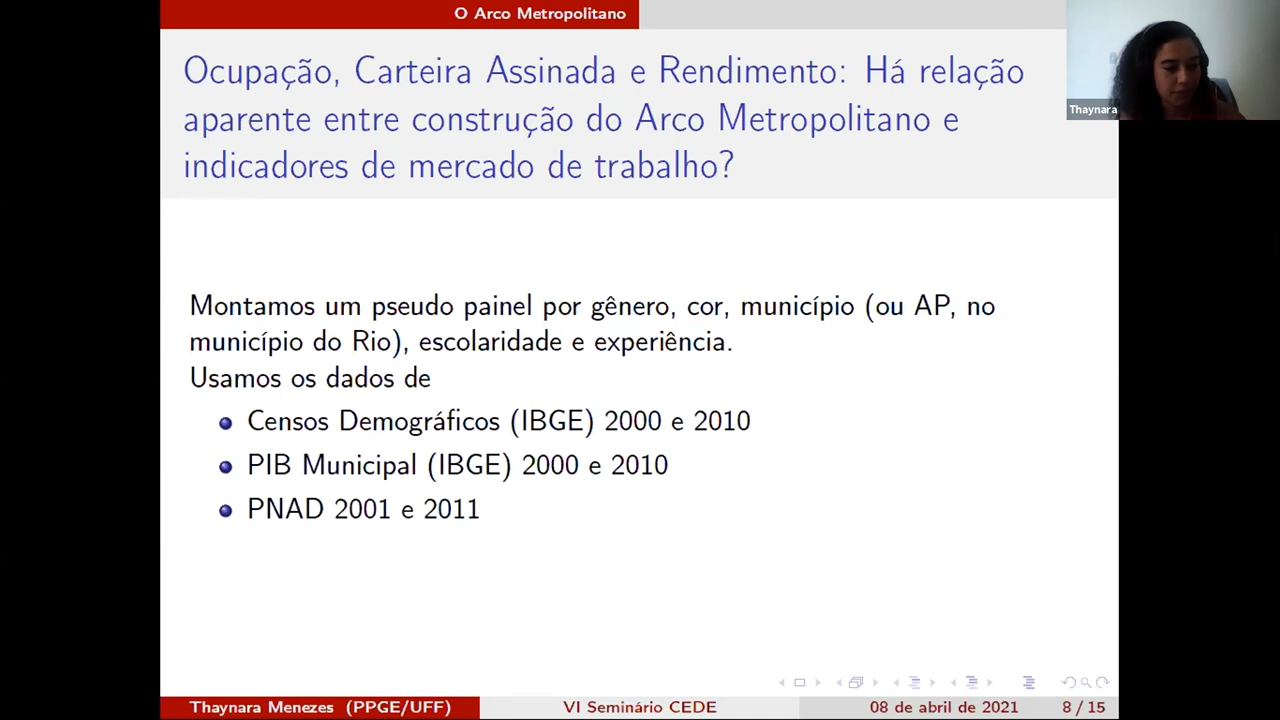 O Arco Metropolitano
Ocupação, Carteira Assinada e Rendimento: Há relação
aparente entre construção do Arco Metropolitano e
indicadores de mercado de trabalho?
Thaynara
Montamos um pseudo painel por gênero, cor, município (ou AP, no
município do Rio), escolaridade e experiência.
Usamos os dados de
Censos Demográficos (IBGE) 2000 e 2010
PIB Municipal (IBGE) 2000 e 2010
PNAD 2001 e 2011
Thaynara Menezes (PPGE/UFF) VI Seminário CEDE 08 de abril de 2021 8 / 15